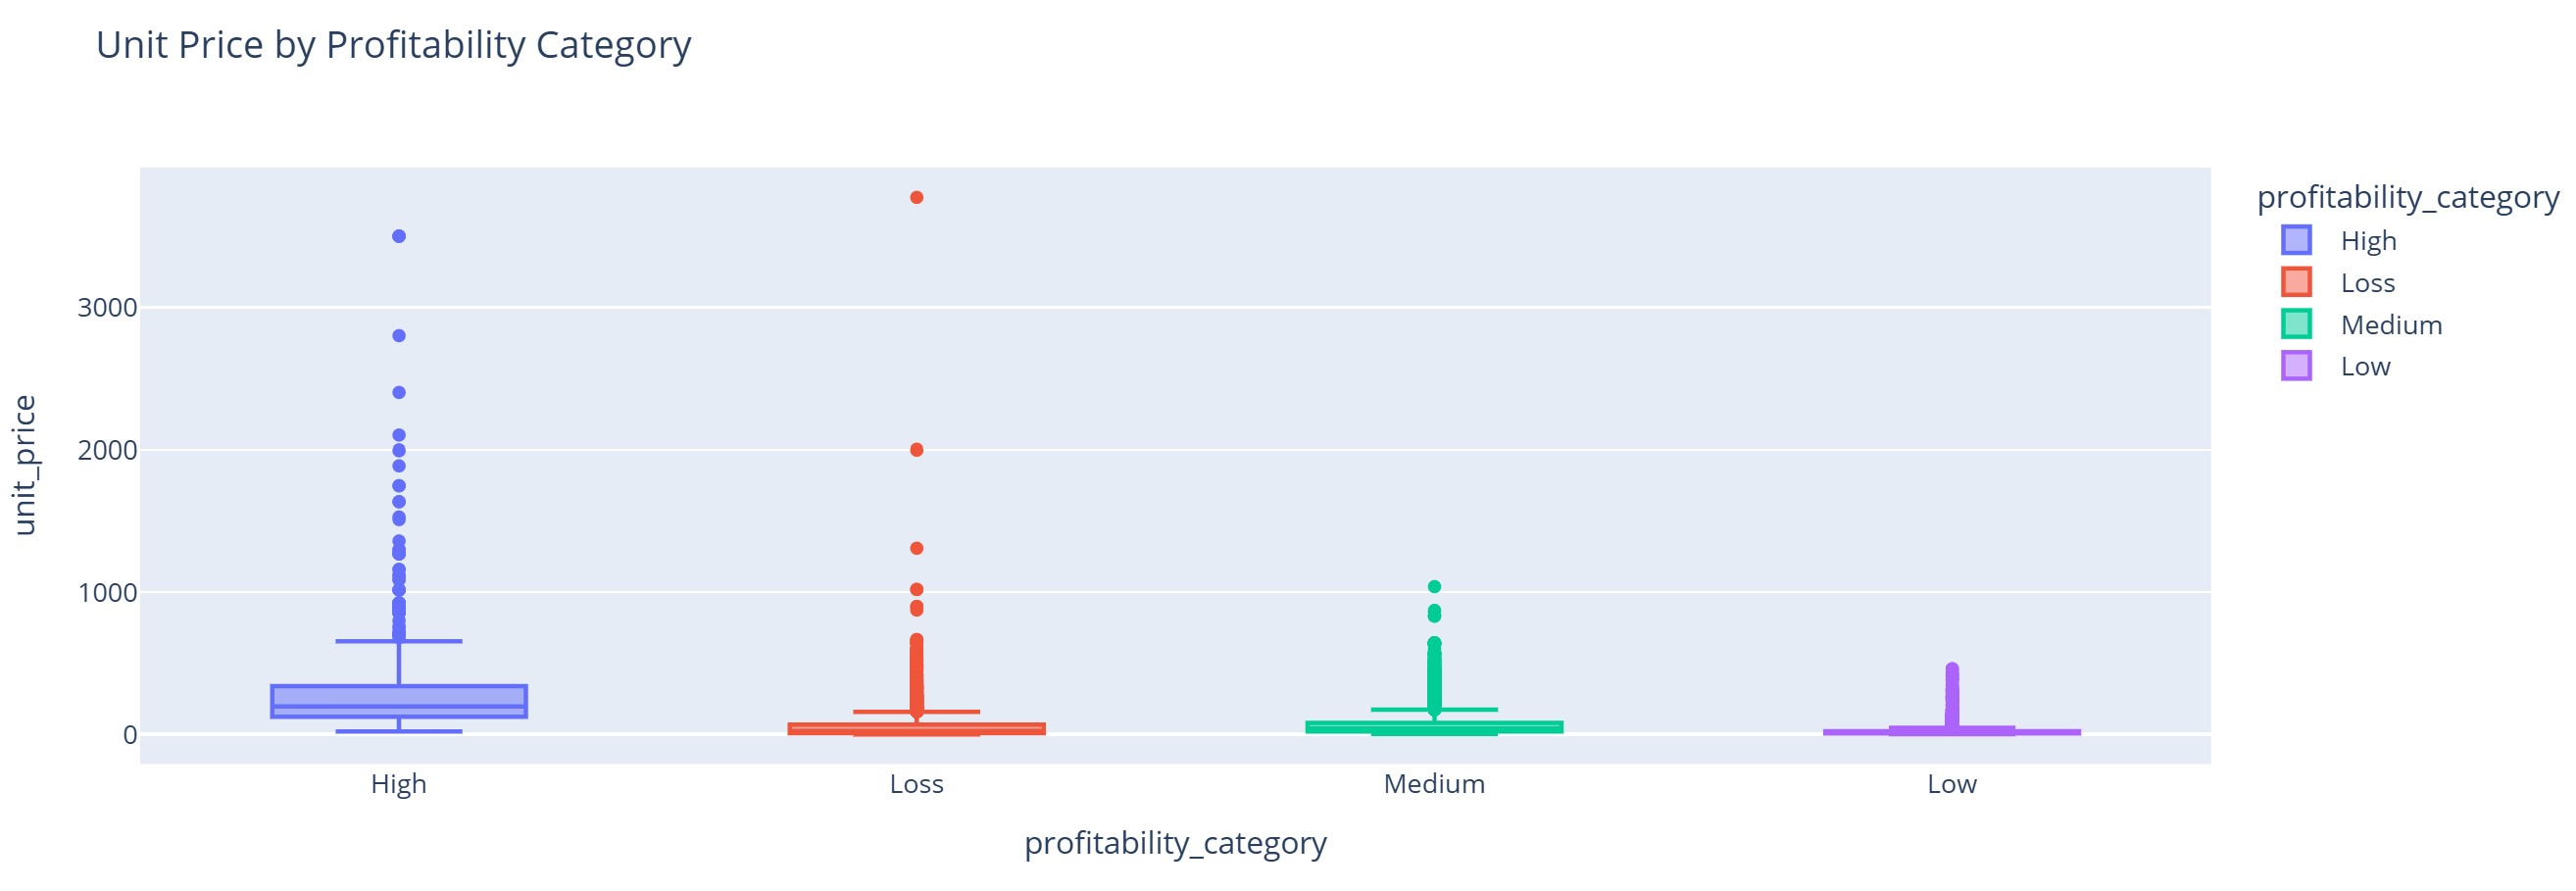 Unit Price by Profitability Category
profitability_category
High
Loss
Medium
Low
3000
2000
1000
0
unit_price
High
Loss
Medium
Low
profitability_category